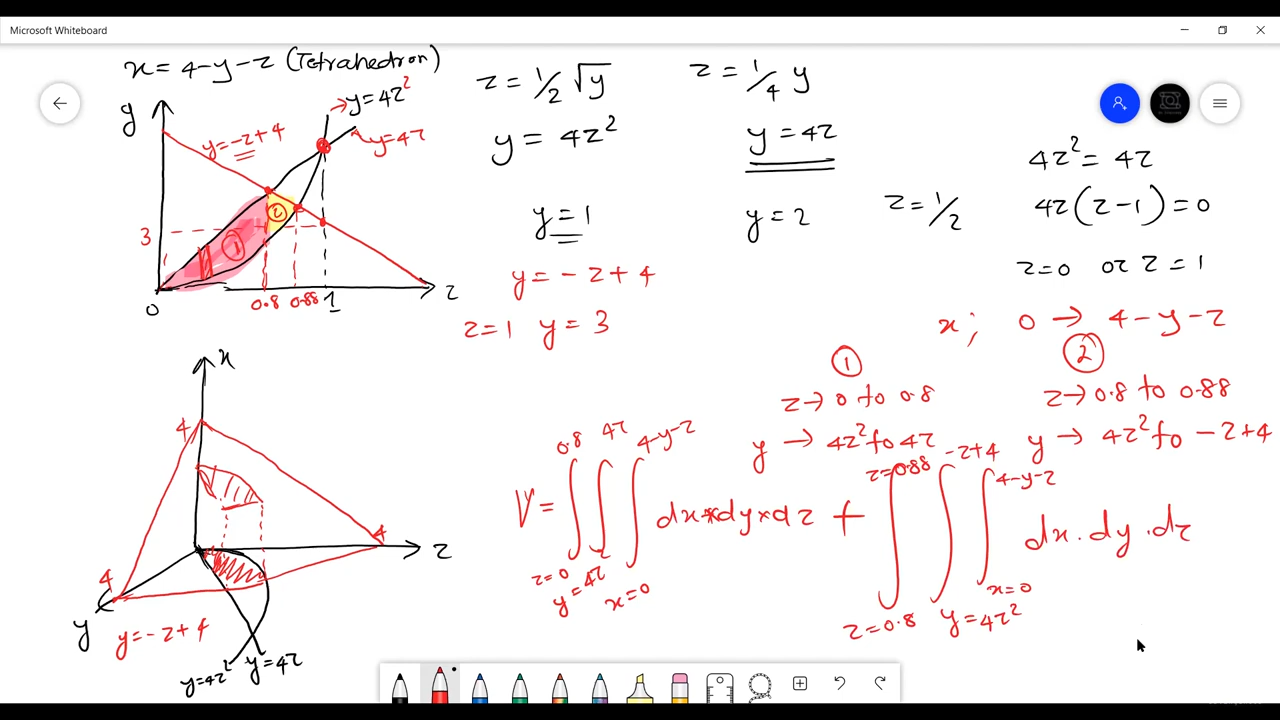 Microsoft Whiteboard
x = 4-y-z (Tetrahedron)
y
y=-z+4
y=4z²
y=4z
3
①
②
0
0.8
0.88
1
z
z = 1/2 √y
y = 4z²
y=1
y = -z+4
z=1 y = 3
z = 1/4 y
y = 4z
y=2
z = 1/2
4z² = 4z
4z(z-1) = 0
z=0 or z = 1
x; 0 → 4-y-z
①
z → 0 to 0.8
y → 4z² to 4z
②
z → 0.8 to 0.88
y → 4z² to -z+4
x
4
4
4
z
y
y=-z+4
y=4z²
y=4z
0.8 4z 4-y-z
V = ∫∫∫ dx*dy*dz + ∫∫∫ dx.dy.dz
z=0 y=4z x=0
z=0.88 -z+4 4-y-z
z=0.8 y=4z² x=0